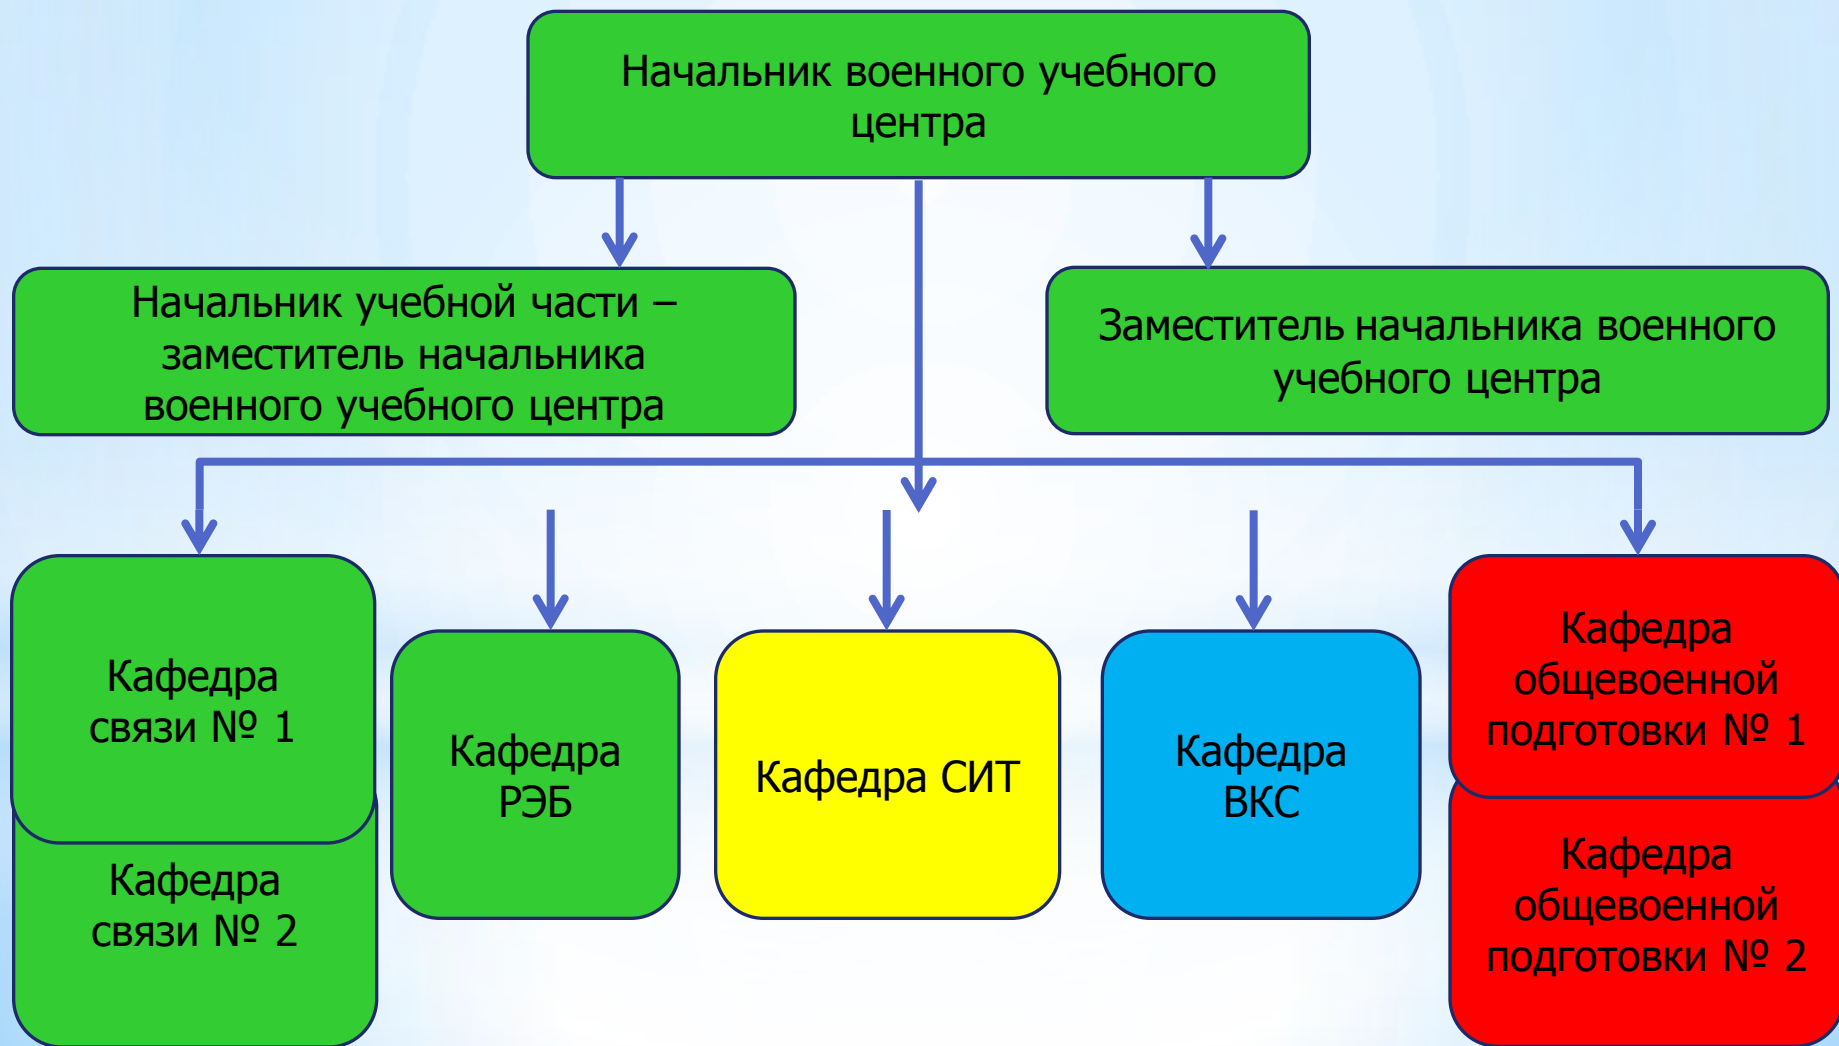 Начальник военного учебного
центра
Начальник учебной части –
заместитель начальника
военного учебного центра
Заместитель начальника военного
учебного центра
Кафедра
связи № 1
Кафедра
связи № 2
Кафедра
РЭБ
Кафедра СИТ
Кафедра
ВКС
Кафедра
общевоенной
подготовки № 1
Кафедра
общевоенной
подготовки № 2